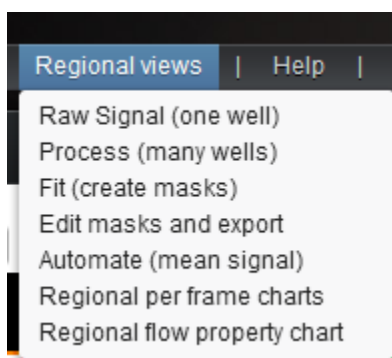 Regional views | Help |
Raw Signal (one well)
Process (many wells)
Fit (create masks)
Edit masks and export
Automate (mean signal)
Regional per frame charts
Regional flow property chart